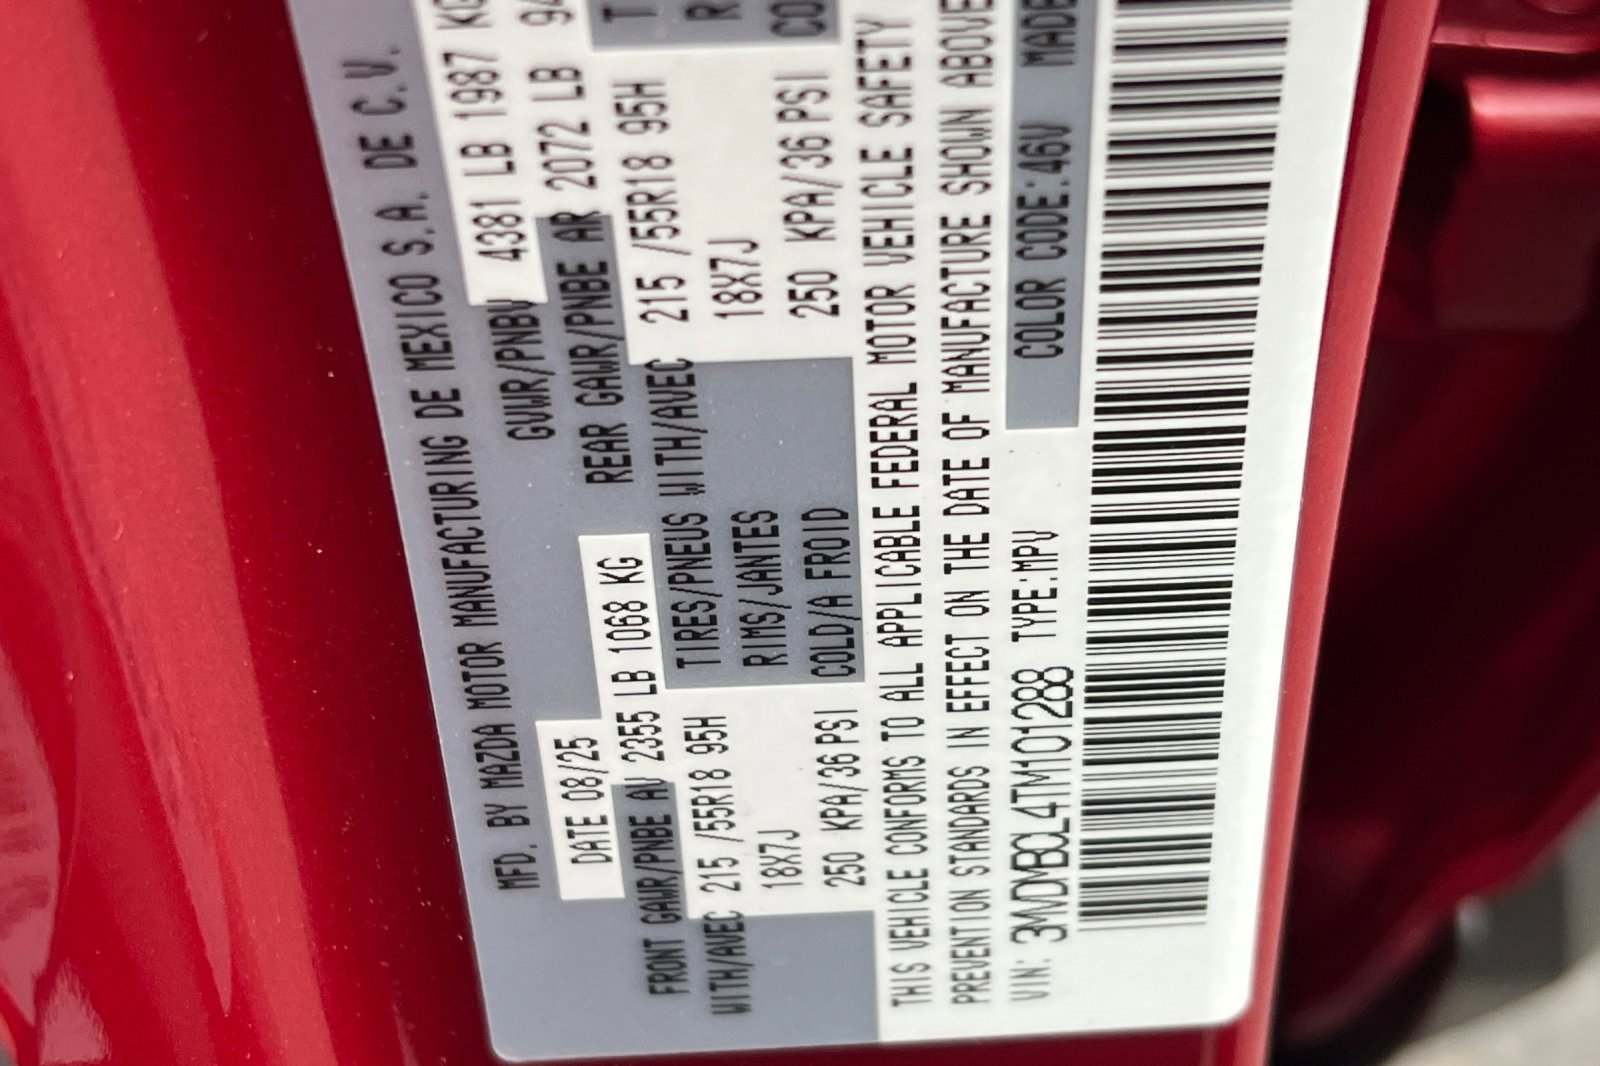 MFD. BY MAZDA MOTOR MANUFACTURING DE MEXICO S.A. DE C.V.
DATE 08/25 GVWR/PNBV 4381 LB 1987 KG
FRONT GAWR/PNBE AV 2355 LB 1068 KG REAR GAWR/PNBE AR 2072 LB
WITH/AVEC 215 /55R18 95H TIRES/PNEUS WITH/AVEC 215 /55R18 95H
18X7J RIMS/JANTES 18X7J
250 KPA/36 PSI COLD/A FROID 250 KPA/36 PSI
THIS VEHICLE CONFORMS TO ALL APPLICABLE FEDERAL MOTOR VEHICLE SAFETY
PREVENTION STANDARDS IN EFFECT ON THE DATE OF MANUFACTURE SHOWN ABOVE
VIN: 3MVDMBCL4TM101288 TYPE:MPV COLOR CODE:46V